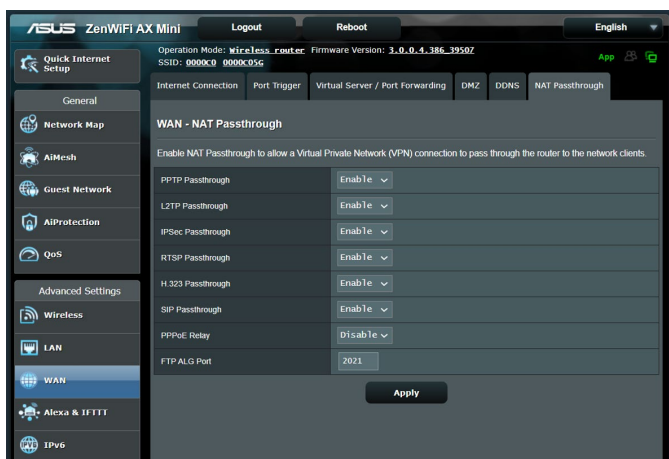 ASUS ZenWiFi AX Mini Logout Reboot English
Quick Internet Setup
Operation Mode: Wireless router Firmware Version: 3.0.0.4.386_39507
SSID: 0000C0 0000C05G
App
General
Network Map
AiMesh
Guest Network
AiProtection
QoS
Advanced Settings
Wireless
LAN
WAN
Alexa & IFTTT
IPv6
Internet Connection Port Trigger Virtual Server / Port Forwarding DMZ DDNS NAT Passthrough
WAN - NAT Passthrough
Enable NAT Passthrough to allow a Virtual Private Network (VPN) connection to pass through the router to the network clients.
PPTP Passthrough Enable
L2TP Passthrough Enable
IPSec Passthrough Enable
RTSP Passthrough Enable
H.323 Passthrough Enable
SIP Passthrough Enable
PPPoE Relay Disable
FTP ALG Port 2021
Apply